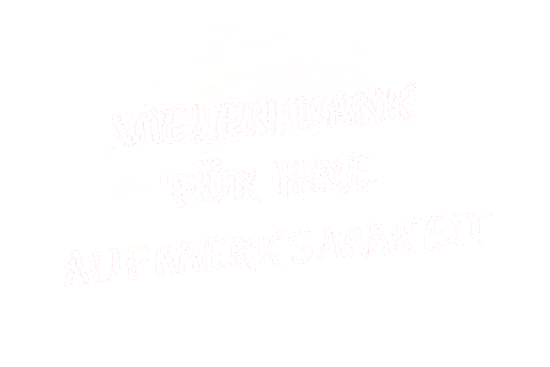 VIELEN DANK
FÜR IHRE
AUFMERKSAMKEIT